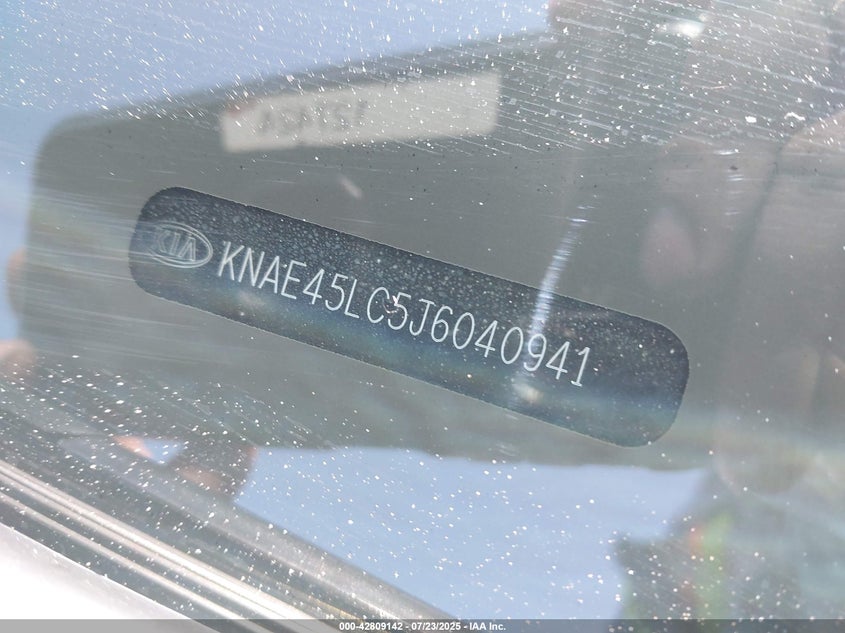 KIA KNAE45LC5J6040941
000-42809142 - 07/23/2025 - IAA Inc.